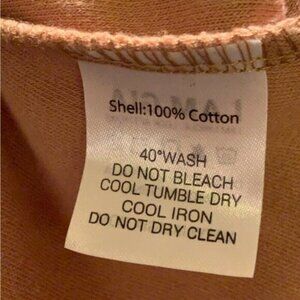 Shell:100% Cotton
40°WASH
DO NOT BLEACH
COOL TUMBLE DRY
COOL IRON
DO NOT DRY CLEAN